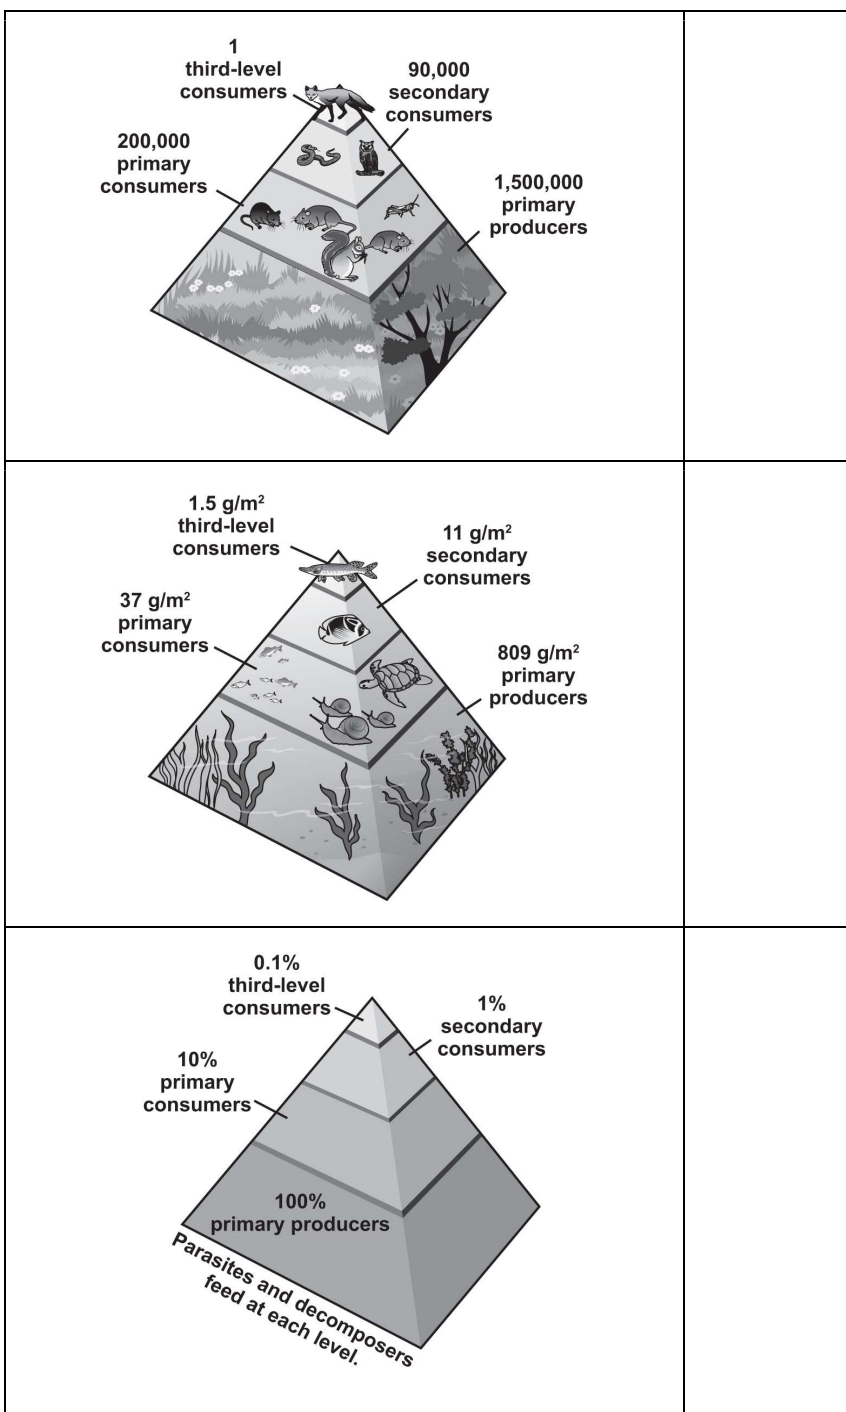 1
third-level
consumers
90,000
secondary
consumers
200,000
primary
consumers
1,500,000
primary
producers
1.5 g/m²
third-level
consumers
11 g/m²
secondary
consumers
37 g/m²
primary
consumers
809 g/m²
primary
producers
0.1%
third-level
consumers
1%
secondary
consumers
10%
primary
consumers
100%
primary producers
Parasites and decomposers
feed at each level.